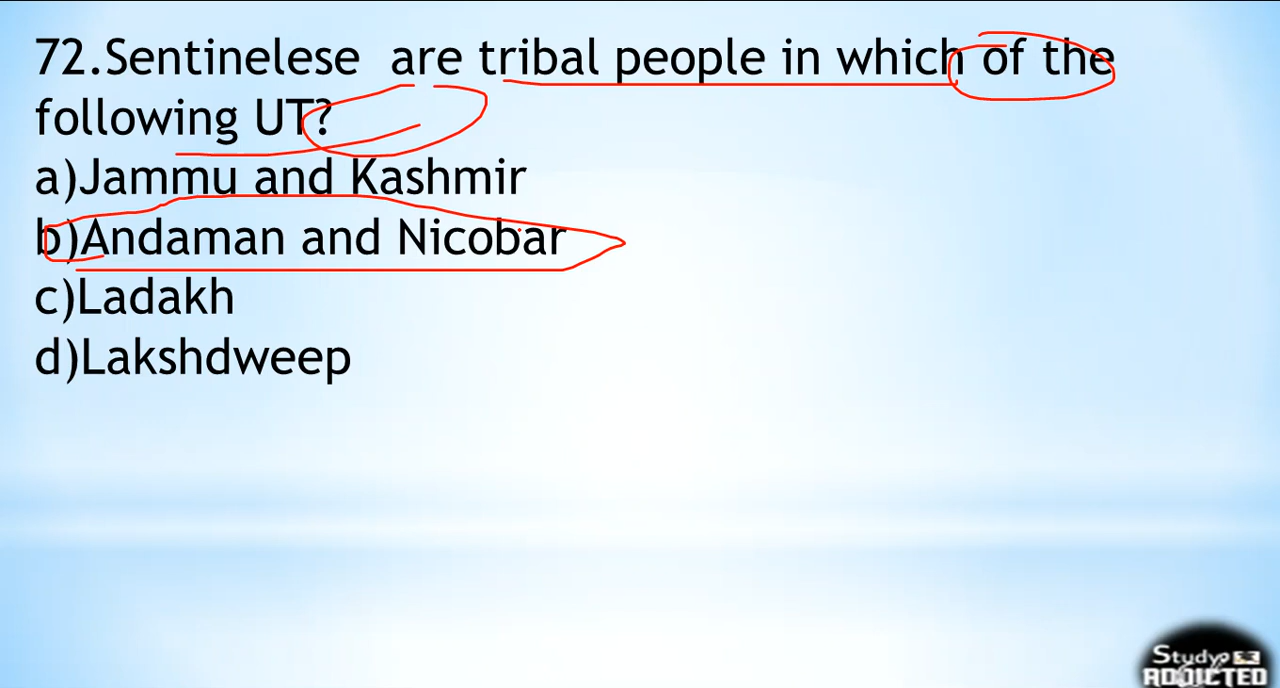 72.Sentinelese are tribal people in which of the
following UT?
a)Jammu and Kashmir
b)Andaman and Nicobar
c)Ladakh
d)Lakshdweep
Study
ADDICTED